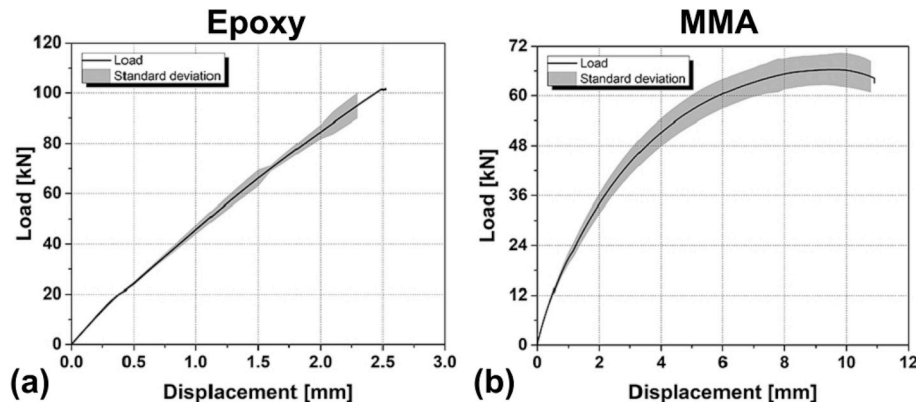 Epoxy
MMA
Load [kN]
120
100
80
60
40
20
0
Load
Standard deviation
0.0
0.5
1.0
1.5
2.0
2.5
3.0
Displacement [mm]
(a)
Load [kN]
72
60
48
36
24
12
0
Load
Standard deviation
0
2
4
6
8
10
12
Displacement [mm]
(b)